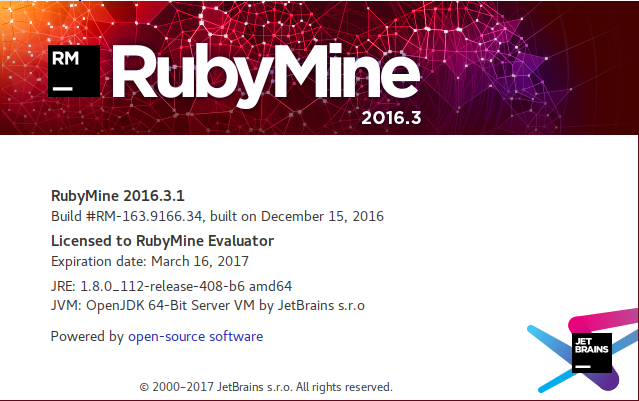 RM
RubyMine
2016.3
RubyMine 2016.3.1
Build #RM-163.9166.34, built on December 15, 2016
Licensed to RubyMine Evaluator
Expiration date: March 16, 2017
JRE: 1.8.0_112-release-408-b6 amd64
JVM: OpenJDK 64-Bit Server VM by JetBrains s.r.o
Powered by open-source software
JET
BRAINS
© 2000–2017 JetBrains s.r.o. All rights reserved.